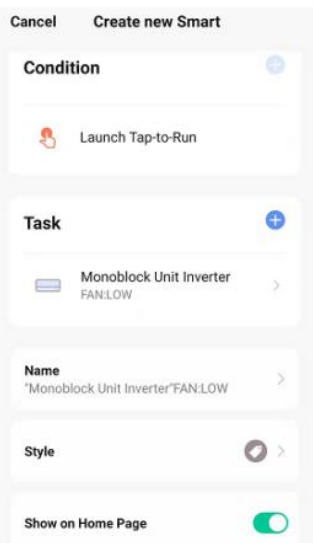 Cancel Create new Smart
Condition
Launch Tap-to-Run
Task
Monoblock Unit Inverter
FAN:LOW
Name
"Monoblock Unit Inverter"FAN:LOW
Style
Show on Home Page